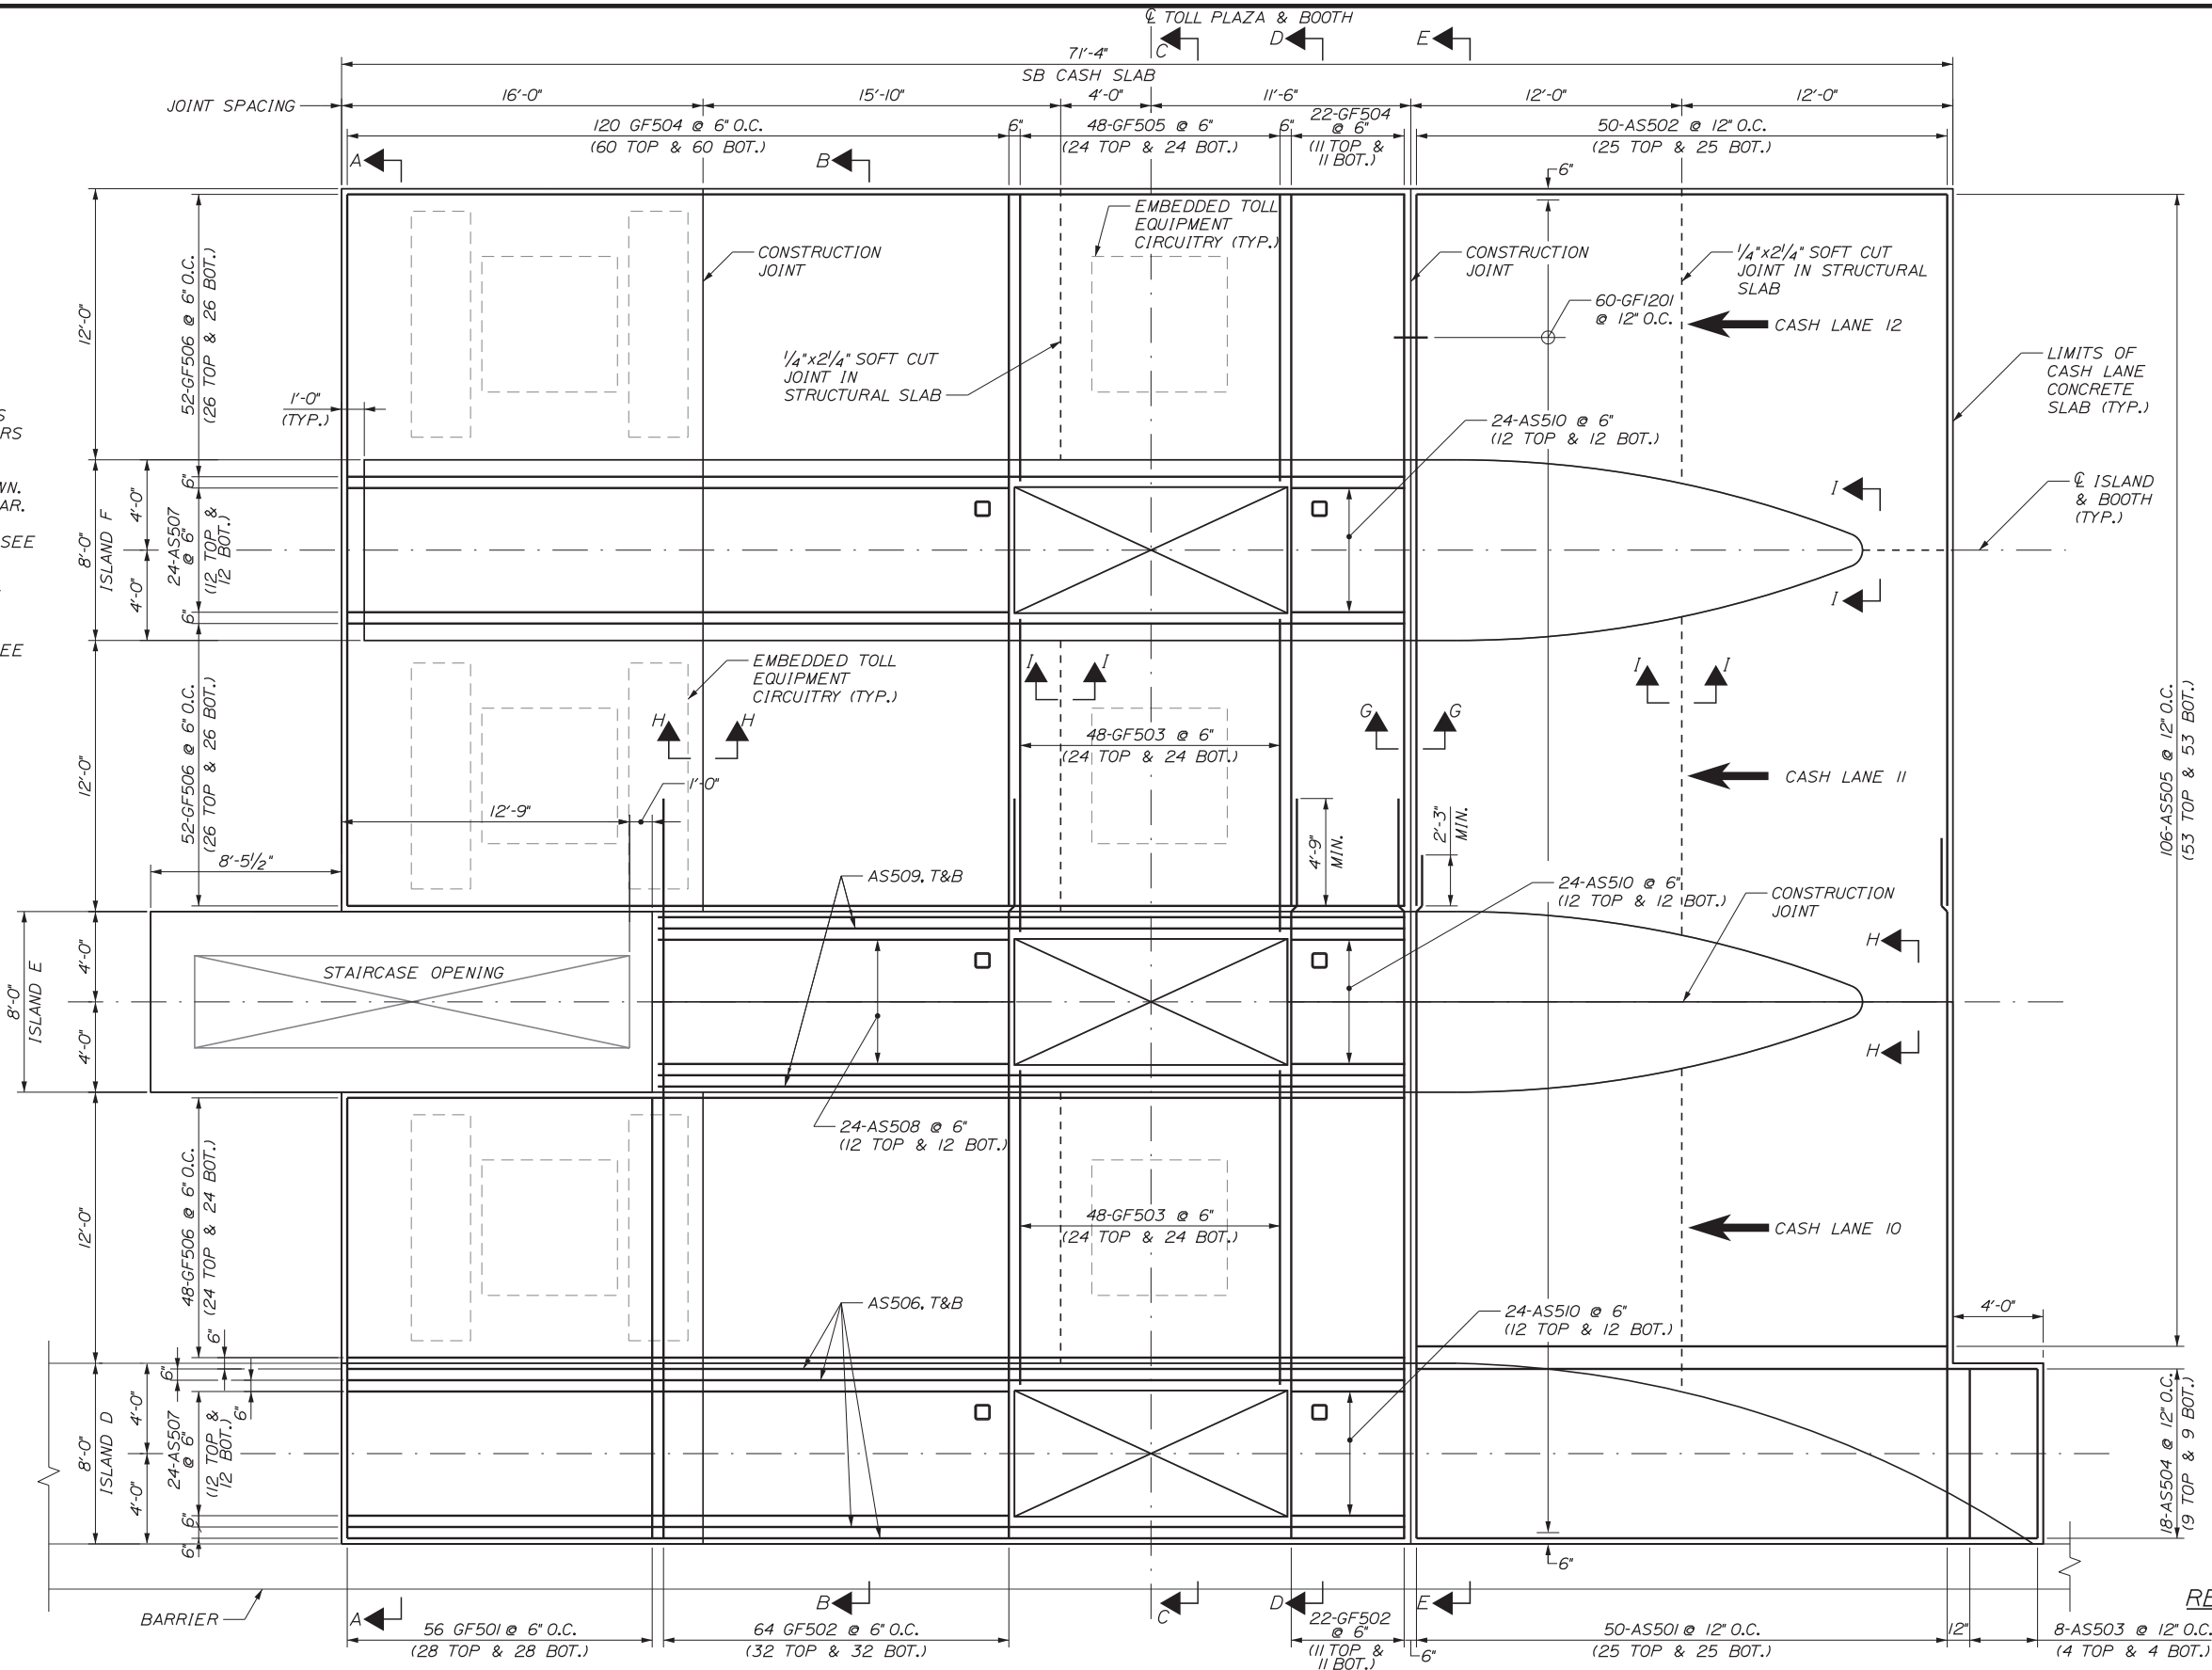 ℄ TOLL PLAZA & BOOTH
C
D
E
71'-4"
SB CASH SLAB
JOINT SPACING
16'-0"
15'-10"
4'-0"
11'-6"
12'-0"
12'-0"
120 GF504 @ 6" O.C.
(60 TOP & 60 BOT.)
6"
48-GF505 @ 6"
(24 TOP & 24 BOT.)
6"
22-GF504
@ 6"
(11 TOP &
11 BOT.)
50-AS502 @ 12" O.C.
(25 TOP & 25 BOT.)
A
B
6"
12'-0"
52-GF506 @ 6" O.C.
(26 TOP & 26 BOT.)
CONSTRUCTION
JOINT
EMBEDDED TOLL
EQUIPMENT
CIRCUITRY (TYP.)
CONSTRUCTION
JOINT
1/4"x21/4" SOFT CUT
JOINT IN STRUCTURAL
SLAB
60-GF1201
@ 12" O.C.
CASH LANE 12
1/4"x21/4" SOFT CUT
JOINT IN
STRUCTURAL SLAB
LIMITS OF
CASH LANE
CONCRETE
SLAB (TYP.)
1'-0"
(TYP.)
S
RS
WN.
AR.
SEE
EE
24-AS510 @ 6"
(12 TOP & 12 BOT.)
8'-0"
ISLAND F
4'-0"
4'-0"
6"
24-AS507
@ 6"
(12 TOP &
12 BOT.)
6"
I
I
℄ ISLAND
& BOOTH
(TYP.)
12'-0"
52-GF506 @ 6" O.C.
(26 TOP & 26 BOT.)
EMBEDDED TOLL
EQUIPMENT
CIRCUITRY (TYP.)
H
H
I
I
G
G
I
I
48-GF503 @ 6"
(24 TOP & 24 BOT.)
CASH LANE 11
106-AS505 @ 12" O.C.
(53 TOP & 53 BOT.)
12'-9"
1'-0"
4'-9"
MIN.
2'-3"
MIN.
8'-5 1/2"
AS509, T&B
24-AS510 @ 6"
(12 TOP & 12 BOT.)
CONSTRUCTION
JOINT
8'-0"
ISLAND E
4'-0"
4'-0"
STAIRCASE OPENING
H
H
24-AS508 @ 6"
(12 TOP & 12 BOT.)
12'-0"
48-GF506 @ 6" O.C.
(24 TOP & 24 BOT.)
48-GF503 @ 6"
(24 TOP & 24 BOT.)
CASH LANE 10
AS506, T&B
24-AS510 @ 6"
(12 TOP & 12 BOT.)
4'-0"
6"
6"
6"
8'-0"
ISLAND D
4'-0"
4'-0"
24-AS507
@ 6"
(12 TOP &
12 BOT.)
6"
6"
18-AS504 @ 12" O.C.
(9 TOP & 9 BOT.)
6"
BARRIER
A
B
C
D
E
56 GF501 @ 6" O.C.
(28 TOP & 28 BOT.)
64 GF502 @ 6" O.C.
(32 TOP & 32 BOT.)
22-GF502
@ 6"
(11 TOP &
11 BOT.)
6"
50-AS501 @ 12" O.C.
(25 TOP & 25 BOT.)
12"
8-AS503 @ 12" O.C.
(4 TOP & 4 BOT.)
RE